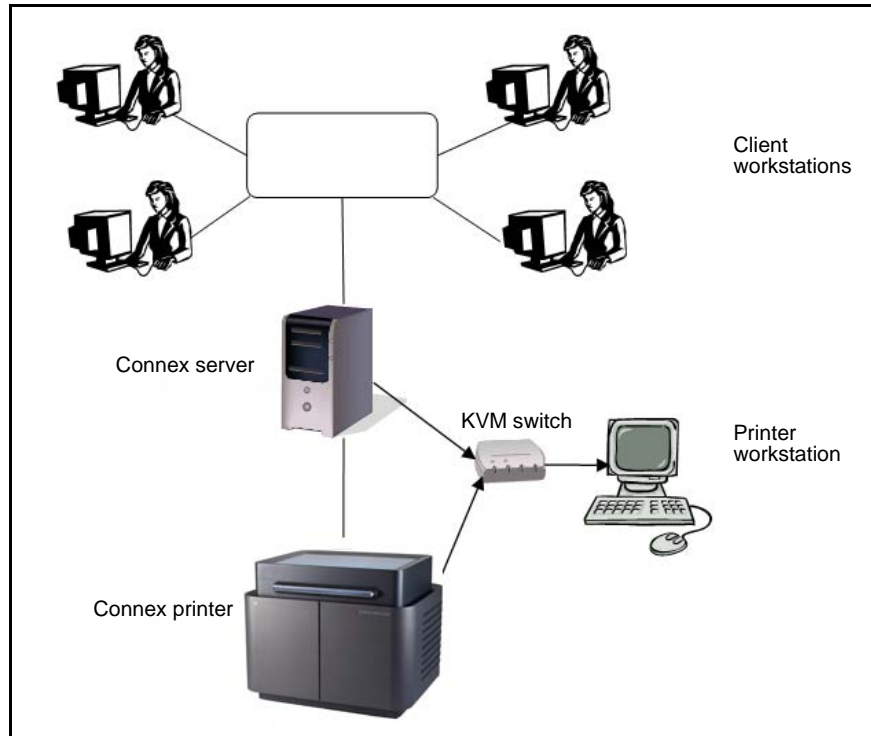 Client
workstations
Connex server
KVM switch
Printer
workstation
Connex printer